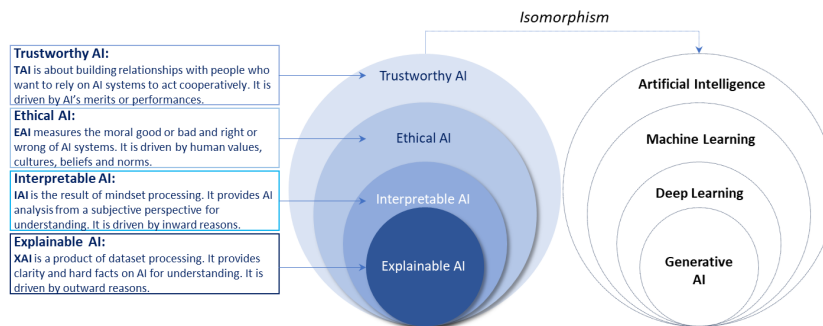 Isomorphism
Trustworthy AI:
TAI is about building relationships with people who
want to rely on AI systems to act cooperatively. It is
driven by AI's merits or performances.
Ethical AI:
EAI measures the moral good or bad and right or
wrong of AI systems. It is driven by human values,
cultures, beliefs and norms.
Interpretable AI:
IAI is the result of mindset processing. It provides AI
analysis from a subjective perspective for
understanding. It is driven by inward reasons.
Explainable AI:
XAI is a product of dataset processing. It provides
clarity and hard facts on AI for understanding. It is
driven by outward reasons.
Trustworthy AI
Ethical AI
Interpretable AI
Explainable AI
Artificial Intelligence
Machine Learning
Deep Learning
Generative
AI